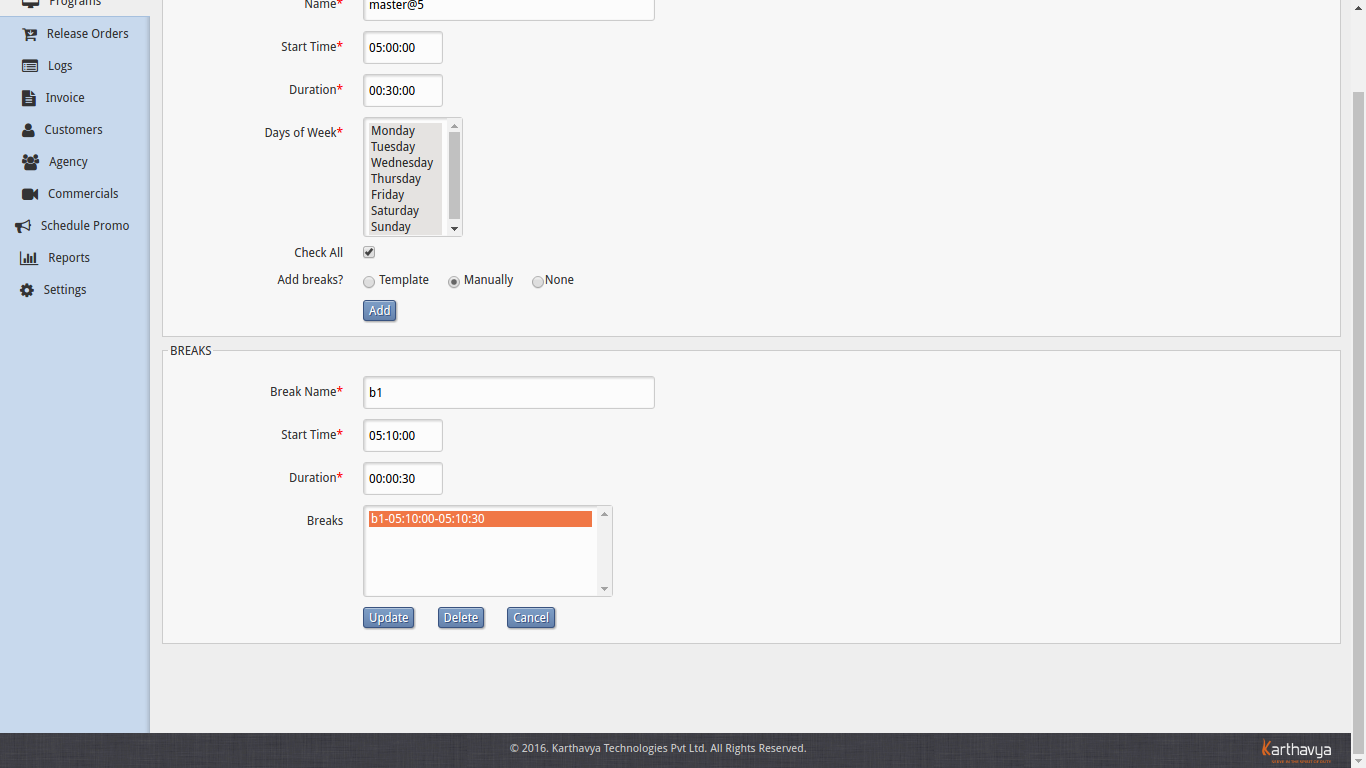 Programs
Name* master@5
Release Orders
Start Time* 05:00:00
Logs
Duration* 00:30:00
Invoice
Customers
Days of Week* Monday
Tuesday
Wednesday
Thursday
Friday
Saturday
Sunday
Agency
Commercials
Schedule Promo
Reports
Settings
Check All
Add breaks? Template Manually None
Add
BREAKS
Break Name* b1
Start Time* 05:10:00
Duration* 00:00:30
Breaks b1-05:10:00-05:10:30
Update Delete Cancel
© 2016. Karthavya Technologies Pvt Ltd. All Rights Reserved.
Karthavya